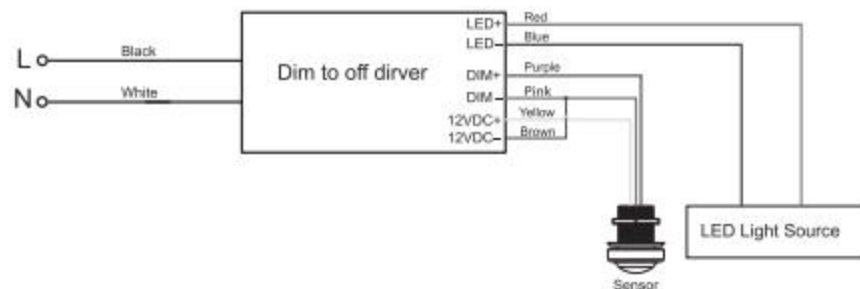 LED+ Red
LED– Blue
L Black
Dim to off dirver
DIM+ Purple
N White
DIM– Pink
12VDC+ Yellow
12VDC– Brown
LED Light Source
Sensor